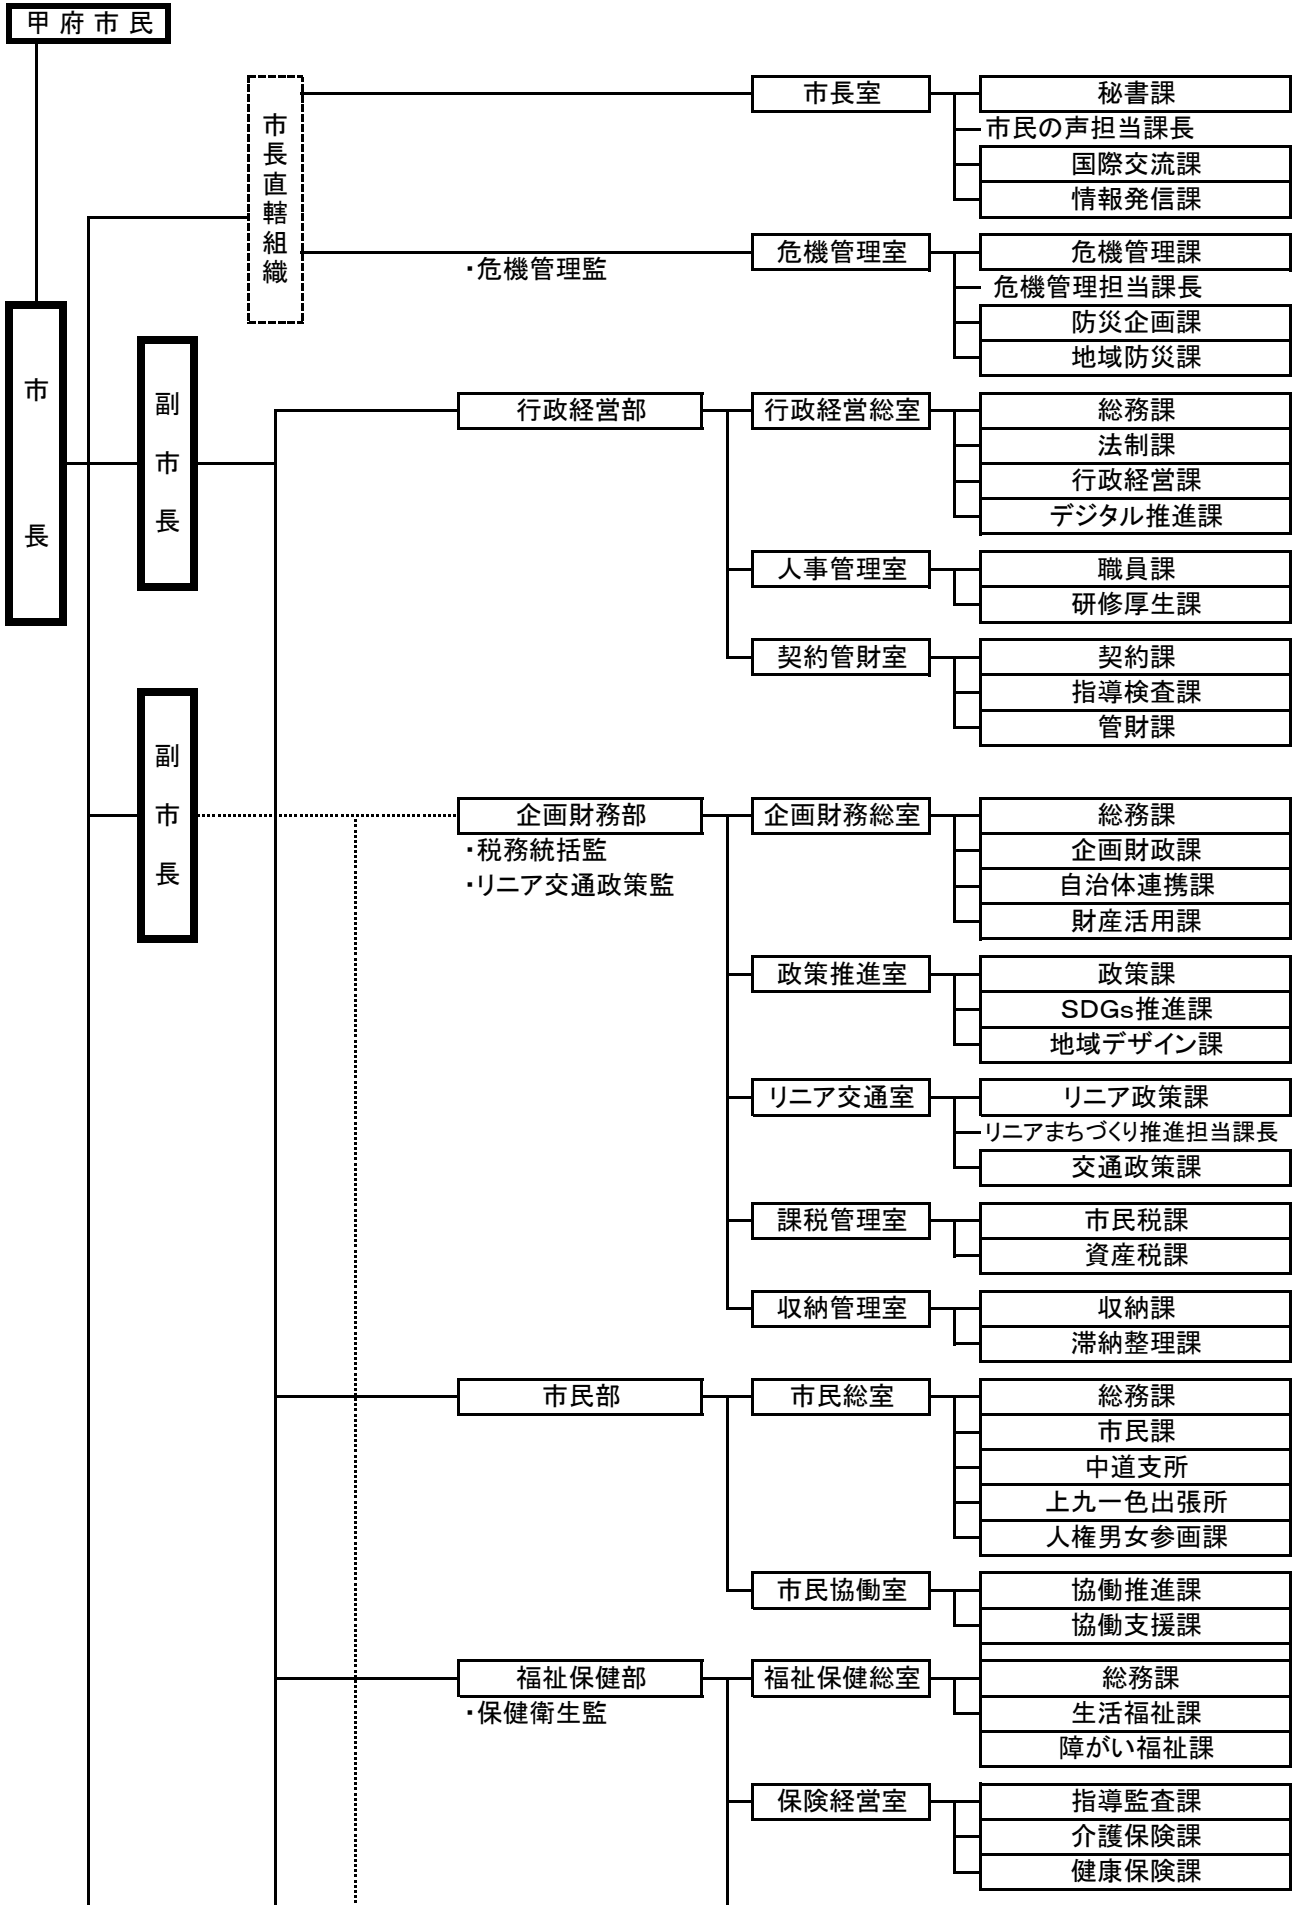 甲府市民
市長直轄組織
市長室
秘書課
市民の声担当課長
国際交流課
情報発信課
・危機管理監
危機管理室
危機管理課
危機管理担当課長
防災企画課
地域防災課
市長
副市長
行政経営部
行政経営総室
総務課
法制課
行政経営課
デジタル推進課
人事管理室
職員課
研修厚生課
契約管財室
契約課
指導検査課
管財課
副市長
企画財務部
・税務統括監
・リニア交通政策監
企画財務総室
総務課
企画財政課
自治体連携課
財産活用課
政策推進室
政策課
SDGs推進課
地域デザイン課
リニア交通室
リニア政策課
リニアまちづくり推進担当課長
交通政策課
課税管理室
市民税課
資産税課
収納管理室
収納課
滞納整理課
市民部
市民総室
総務課
市民課
中道支所
上九一色出張所
人権男女参画課
市民協働室
協働推進課
協働支援課
福祉保健部
・保健衛生監
福祉保健総室
総務課
生活福祉課
障がい福祉課
保険経営室
指導監査課
介護保険課
健康保険課